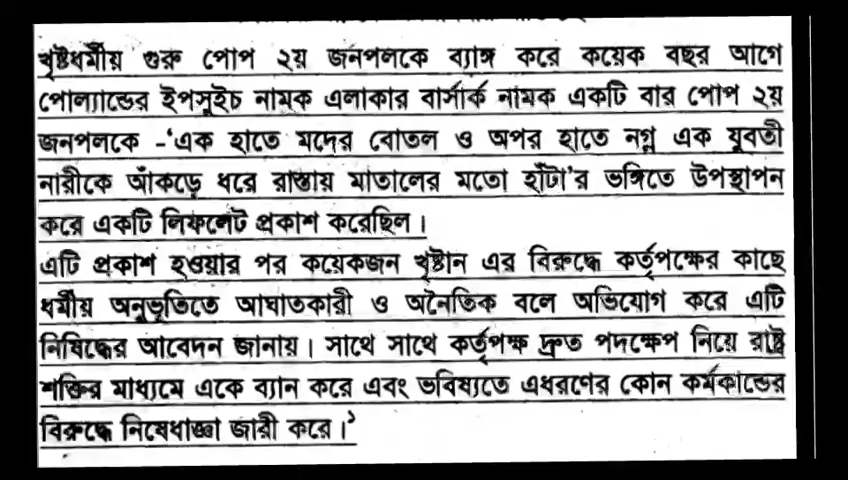 খৃষ্টধর্মীয় গুরু পোপ ২য় জনপলকে ব্যাঙ্গ করে কয়েক বছর আগে
পোল্যান্ডের ইপসুইচ নামক এলাকার বার্সার্ক নামক একটি বার পোপ ২য়
জনপলকে -‘এক হাতে মদের বোতল ও অপর হাতে নগ্ন এক যুবতী
নারীকে আঁকড়ে ধরে রাস্তায় মাতালের মতো হাঁটা’র ভঙ্গিতে উপস্থাপন
করে একটি লিফলেট প্রকাশ করেছিল।
এটি প্রকাশ হওয়ার পর কয়েকজন খৃষ্টান এর বিরুদ্ধে কর্তৃপক্ষের কাছে
ধর্মীয় অনুভূতিতে আঘাতকারী ও অনৈতিক বলে অভিযোগ করে এটি
নিষিদ্ধের আবেদন জানায়। সাথে সাথে কর্তৃপক্ষ দ্রুত পদক্ষেপ নিয়ে রাষ্ট্র
শক্তির মাধ্যমে একে ব্যান করে এবং ভবিষ্যতে এধরণের কোন কর্মকান্ডের
বিরুদ্ধে নিষেধাজ্ঞা জারী করে।১